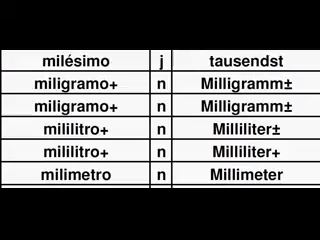 milésimo j tausendst
miligramo+ n Milligramm±
miligramo+ n Milligramm±
mililitro+ n Milliliter±
mililitro+ n Milliliter+
milimetro n Millimeter